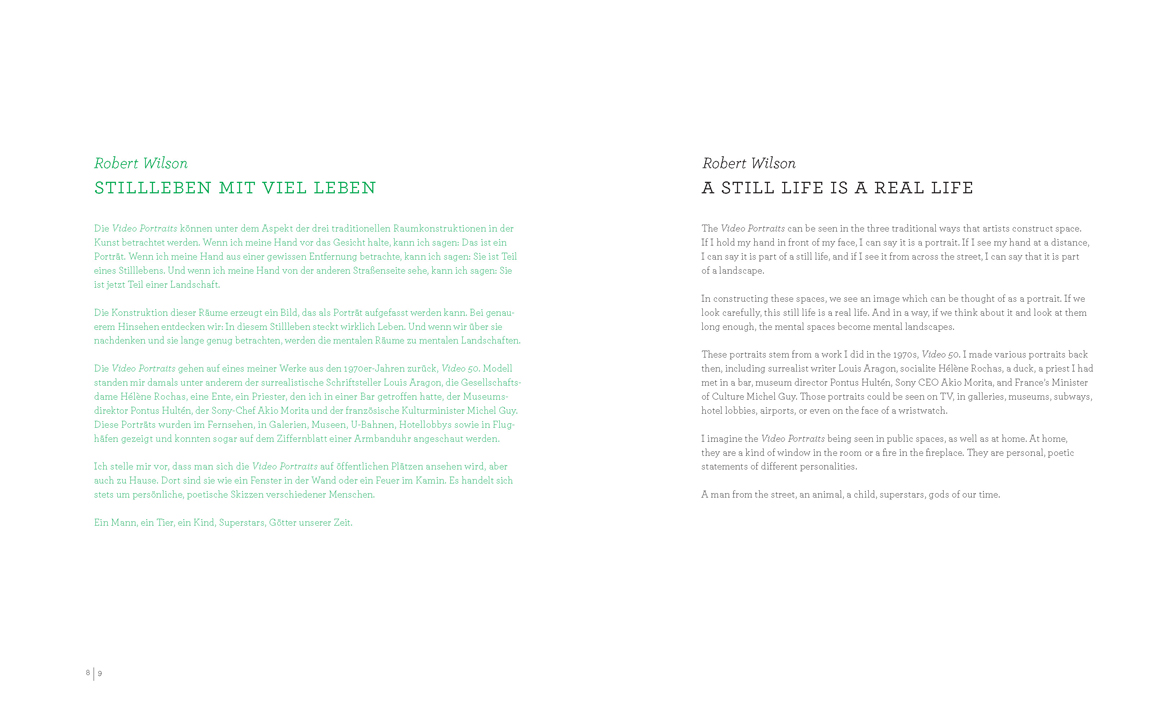 Robert Wilson
STILLLEBEN MIT VIEL LEBEN
Die Video Portraits können unter dem Aspekt der drei traditionellen Raumkonstruktionen in der
Kunst betrachtet werden. Wenn ich meine Hand vor das Gesicht halte, kann ich sagen: Das ist ein
Porträt. Wenn ich meine Hand aus einer gewissen Entfernung betrachte, kann ich sagen: Sie ist Teil
eines Stilllebens. Und wenn ich meine Hand von der anderen Straßenseite sehe, kann ich sagen: Sie
ist jetzt Teil einer Landschaft.
Die Konstruktion dieser Räume erzeugt ein Bild, das als Porträt aufgefasst werden kann. Bei genau-
erem Hinsehen entdecken wir: In diesem Stillleben steckt wirklich Leben. Und wenn wir über sie
nachdenken und sie lange genug betrachten, werden die mentalen Räume zu mentalen Landschaften.
Die Video Portraits gehen auf eines meiner Werke aus den 1970er-Jahren zurück, Video 50. Modell
standen mir damals unter anderem der surrealistische Schriftsteller Louis Aragon, die Gesellschafts-
dame Hélène Rochas, eine Ente, ein Priester, den ich in einer Bar getroffen hatte, der Museums-
direktor Pontus Hultén, der Sony-Chef Akio Morita und der französische Kulturminister Michel Guy.
Diese Porträts wurden im Fernsehen, in Galerien, Museen, U-Bahnen, Hotellobbys sowie in Flug-
häfen gezeigt und konnten sogar auf dem Ziffernblatt einer Armbanduhr angeschaut werden.
Ich stelle mir vor, dass man sich die Video Portraits auf öffentlichen Plätzen ansehen wird, aber
auch zu Hause. Dort sind sie wie ein Fenster in der Wand oder ein Feuer im Kamin. Es handelt sich
stets um persönliche, poetische Skizzen verschiedener Menschen.
Ein Mann, ein Tier, ein Kind, Superstars, Götter unserer Zeit.
8 | 9
Robert Wilson
A STILL LIFE IS A REAL LIFE
The Video Portraits can be seen in the three traditional ways that artists construct space.
If I hold my hand in front of my face, I can say it is a portrait. If I see my hand at a distance,
I can say it is part of a still life, and if I see it from across the street, I can say that it is part
of a landscape.
In constructing these spaces, we see an image which can be thought of as a portrait. If we
look carefully, this still life is a real life. And in a way, if we think about it and look at them
long enough, the mental spaces become mental landscapes.
These portraits stem from a work I did in the 1970s, Video 50. I made various portraits back
then, including surrealist writer Louis Aragon, socialite Hélène Rochas, a duck, a priest I had
met in a bar, museum director Pontus Hultén, Sony CEO Akio Morita, and France's Minister
of Culture Michel Guy. Those portraits could be seen on TV, in galleries, museums, subways,
hotel lobbies, airports, or even on the face of a wristwatch.
I imagine the Video Portraits being seen in public spaces, as well as at home. At home,
they are a kind of window in the room or a fire in the fireplace. They are personal, poetic
statements of different personalities.
A man from the street, an animal, a child, superstars, gods of our time.